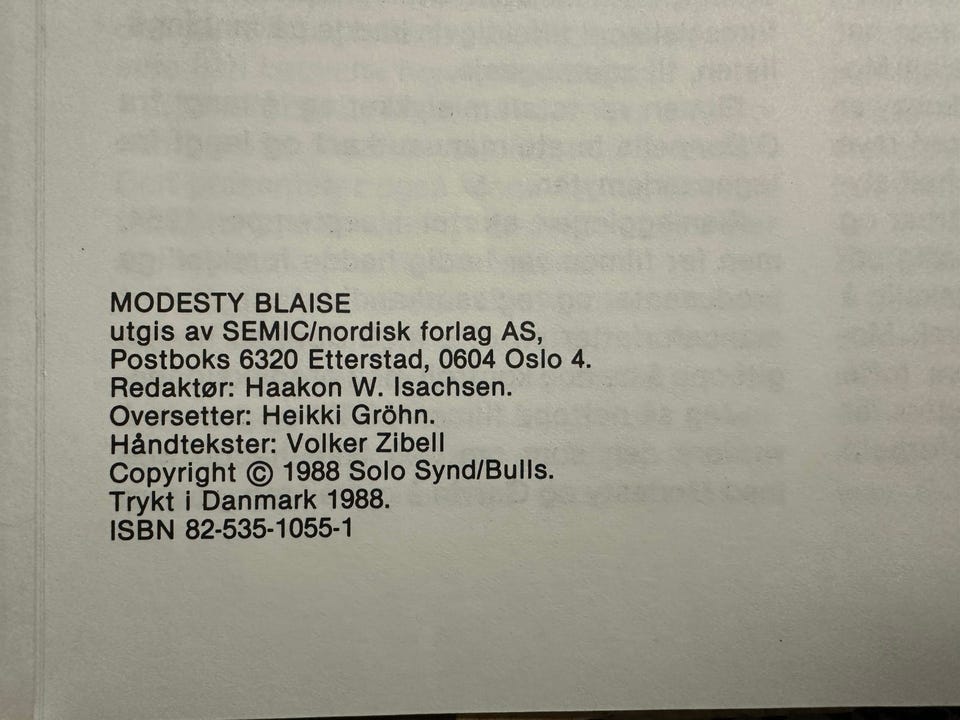 MODESTY BLAISE
utgis av SEMIC/nordisk forlag AS,
Postboks 6320 Etterstad, 0604 Oslo 4.
Redaktør: Haakon W. Isachsen.
Oversetter: Heikki Gröhn.
Håndtekster: Volker Zibell
Copyright © 1988 Solo Synd/Bulls.
Trykt i Danmark 1988.
ISBN 82-535-1055-1